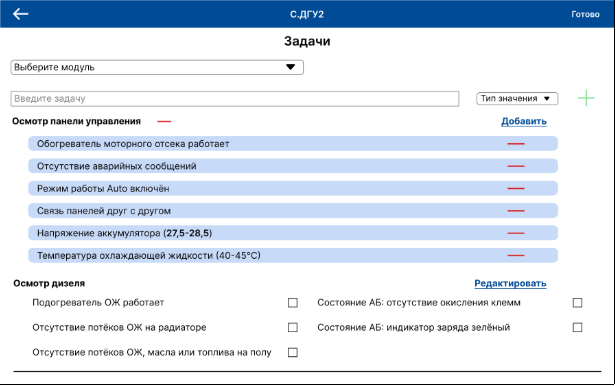 С.ДГУ2
Готово
Задачи
Выберите модуль
Введите задачу
Тип значения
Осмотр панели управления
Добавить
Обогреватель моторного отсека работает
Отсутствие аварийных сообщений
Режим работы Auto включён
Связь панелей друг с другом
Напряжение аккумулятора (27,5-28,5)
Температура охлаждающей жидкости (40-45°C)
Осмотр дизеля
Редактировать
Подогреватель ОЖ работает
Состояние АБ: отсутствие окисления клемм
Отсутствие потёков ОЖ на радиаторе
Состояние АБ: индикатор заряда зелёный
Отсутствие потёков ОЖ, масла или топлива на полу